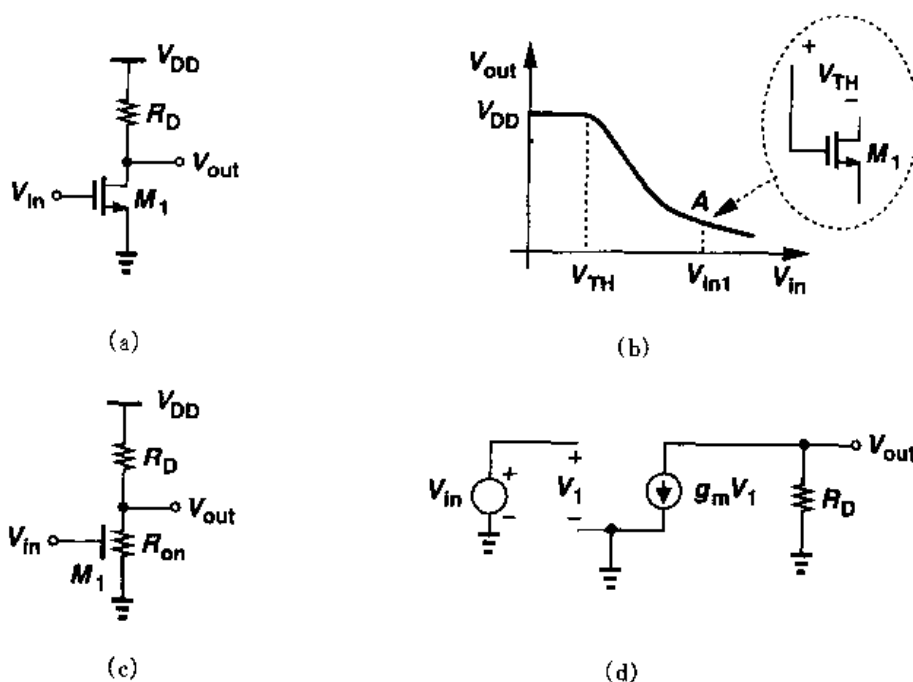 V_DD
R_D
V_out
V_in
M_1
(a)
V_out
V_DD
A
V_TH
V_in1
V_in
+
V_TH
−
M_1
(b)
V_DD
R_D
V_out
V_in
R_on
M_1
(c)
V_in
+
−
+
V_1
−
g_mV_1
V_out
R_D
(d)